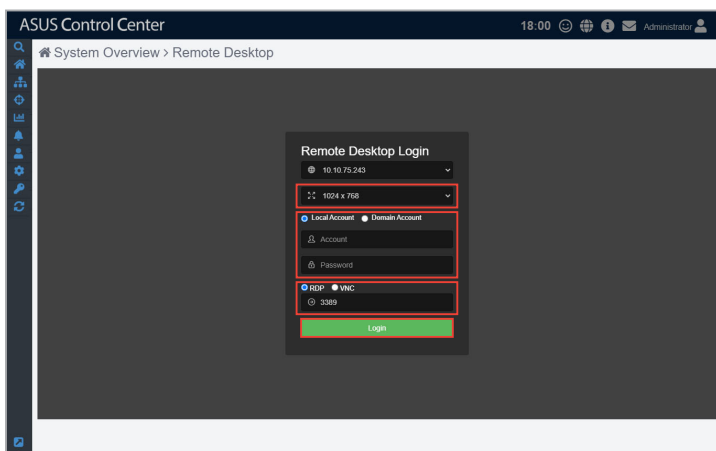 ASUS Control Center
18:00
Administrator
System Overview > Remote Desktop
Remote Desktop Login
10.10.75.243
1024 x 768
Local Account Domain Account
Account
Password
RDP VNC
3389
Login